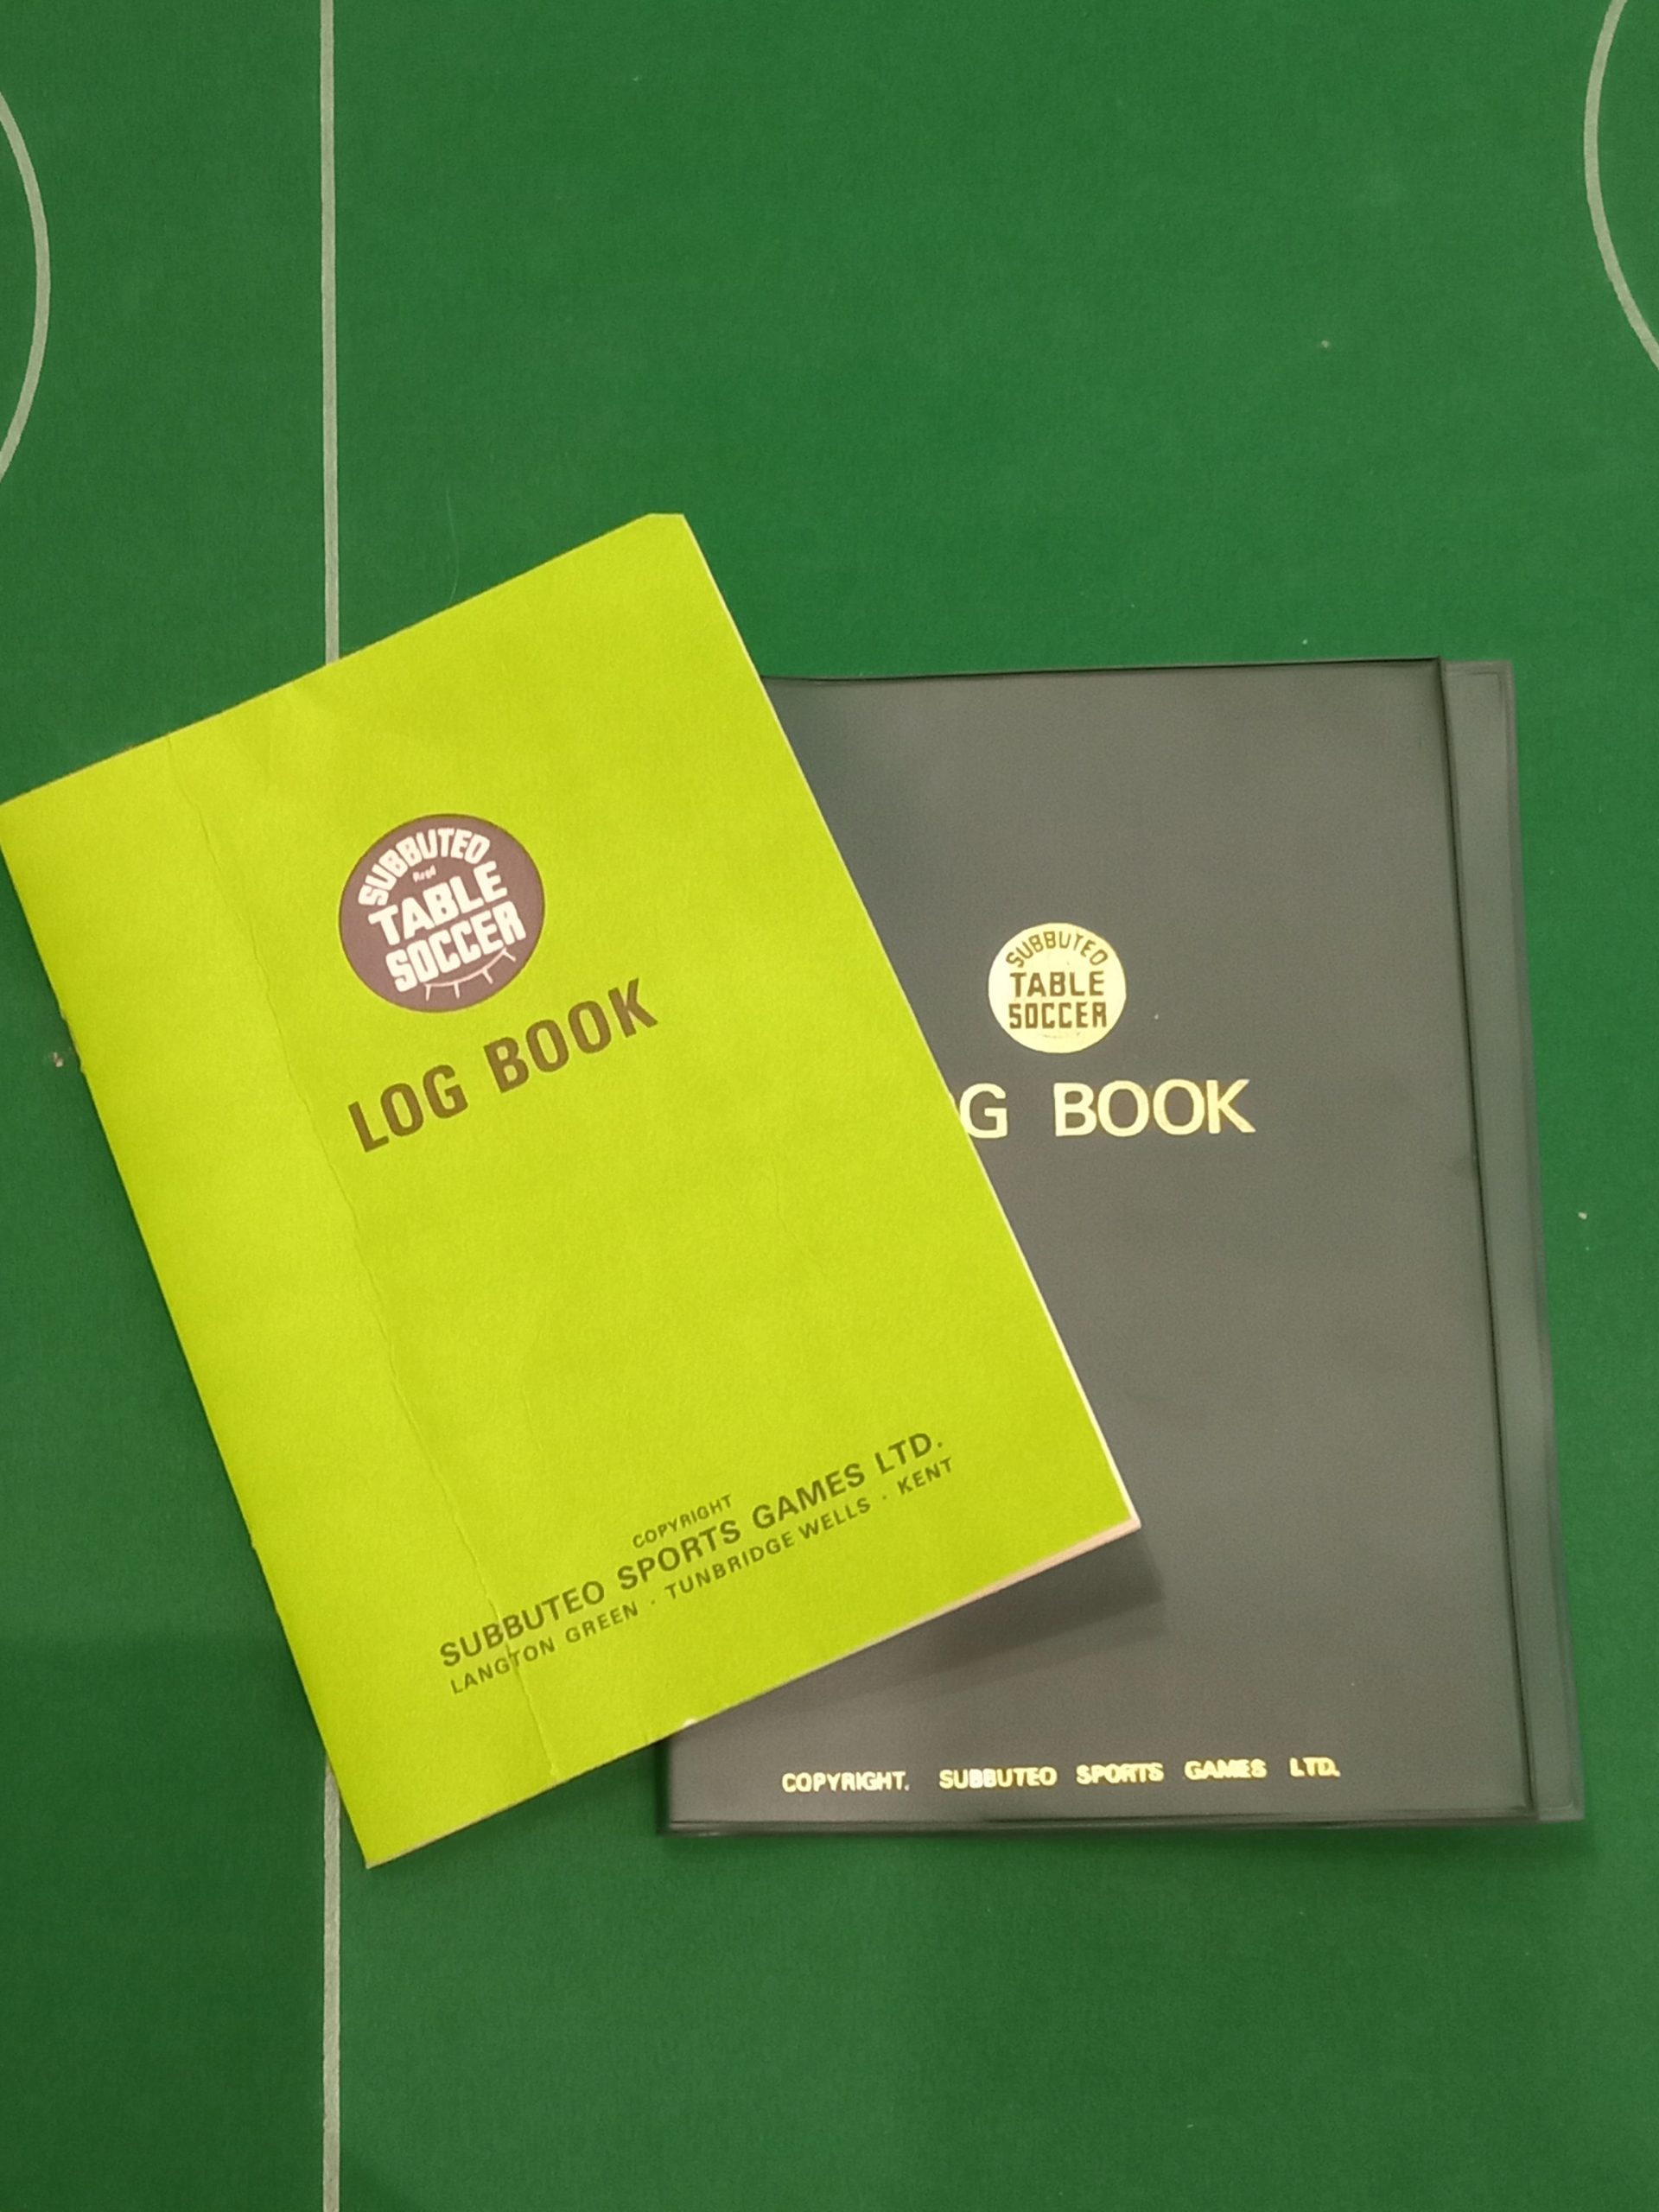 SUBBUTEO
Regd
TABLE
SOCCER
LOG BOOK
COPYRIGHT
SUBBUTEO SPORTS GAMES LTD.
LANGTON GREEN · TUNBRIDGE WELLS · KENT
SUBBUTEO
TABLE
SOCCER
OG BOOK
COPYRIGHT. SUBBUTEO SPORTS GAMES LTD.